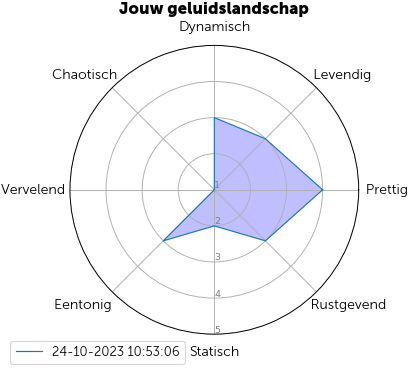 Jouw geluidslandschap
Dynamisch
Chaotisch
Levendig
Vervelend
1
Prettig
2
3
4
Eentonig
Rustgevend
5
24-10-2023 10:53:06
Statisch